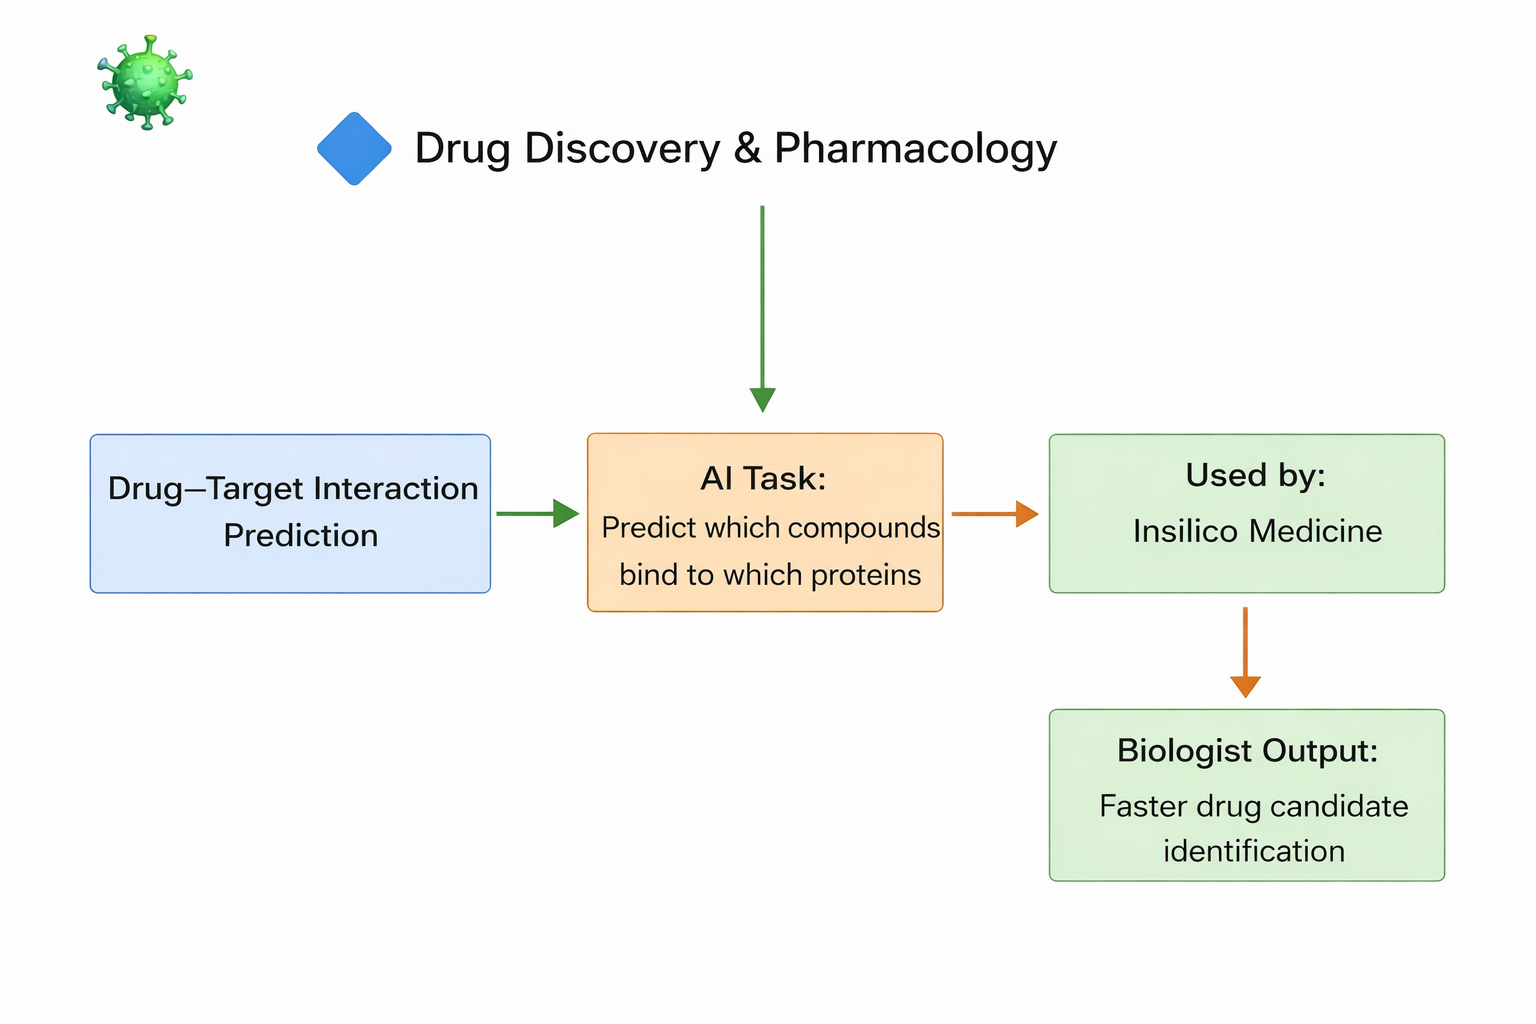 Drug Discovery & Pharmacology
Drug–Target Interaction
Prediction
AI Task:
Predict which compounds
bind to which proteins
Used by:
Insilico Medicine
Biologist Output:
Faster drug candidate
identification